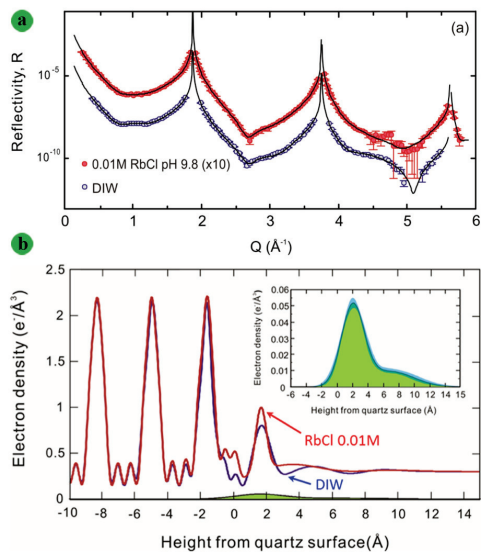 a
(a)
Reflectivity, R
10⁻⁵
10⁻¹⁰
0.01M RbCl pH 9.8 (x10)
DIW
0 1 2 3 4 5 6
Q (Å⁻¹)
b
Electron density (e⁻/Å³)
2.5
2
1.5
1
0.5
0
Electron density (e⁻/Å³)
0.06
0.05
0.04
0.03
0.02
0.01
0
-6 -4 -2 0 2 4 6 8 10 12 14 15
Height from quartz surface (Å)
RbCl 0.01M
DIW
-10 -8 -6 -4 -2 0 2 4 6 8 10 12 14
Height from quartz surface(Å)